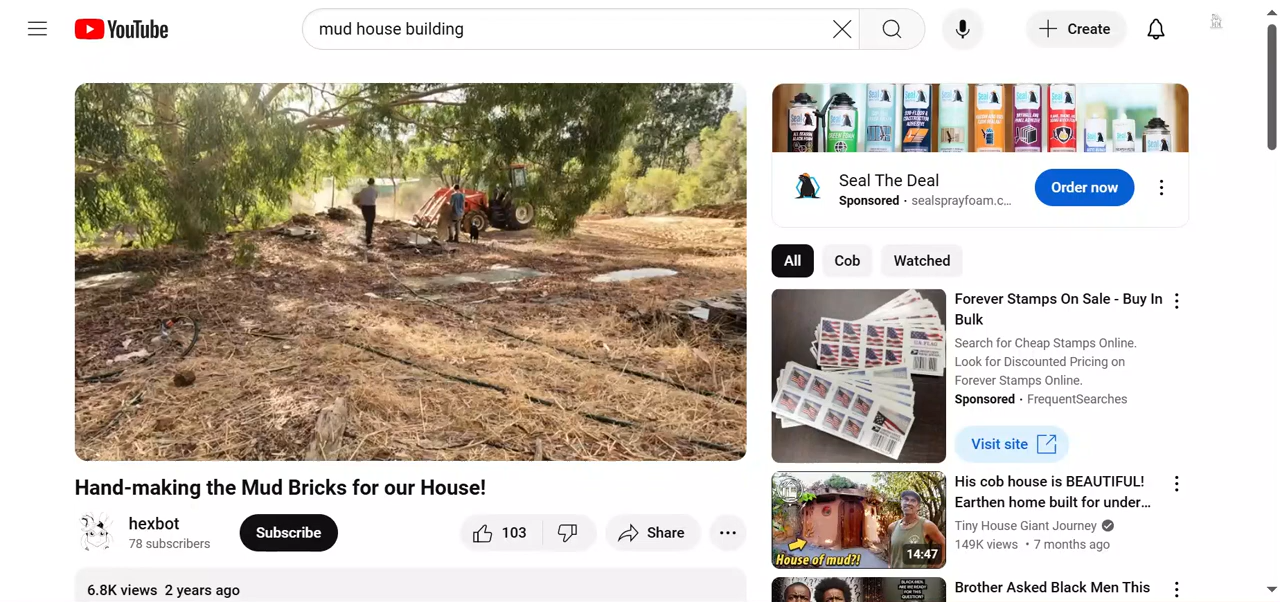 YouTube
mud house building
Create
Seal The Deal
Sponsored · sealsprayfoam.c...
Order now
All
Cob
Watched
Forever Stamps On Sale - Buy In
Bulk
Search for Cheap Stamps Online.
Look for Discounted Pricing on
Forever Stamps Online.
Sponsored · FrequentSearches
Visit site
Hand-making the Mud Bricks for our House!
hexbot
78 subscribers
Subscribe
103
Share
6.8K views 2 years ago
His cob house is BEAUTIFUL!
Earthen home built for under...
Tiny House Giant Journey
149K views • 7 months ago
House of mud?!
14:47
Brother Asked Black Men This